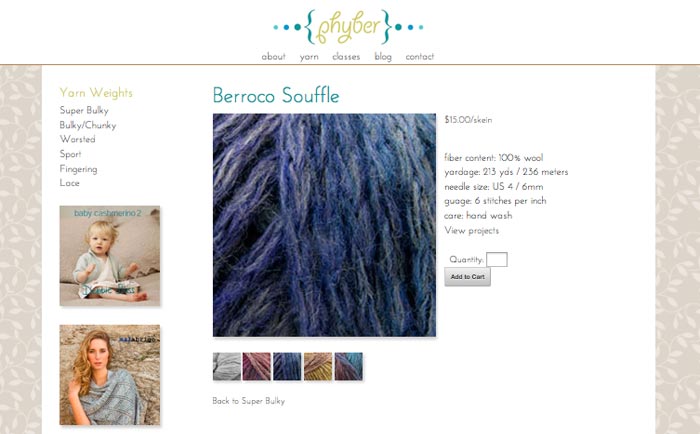 {phyber}
about yarn classes blog contact
Yarn Weights
Super Bulky
Bulky/Chunky
Worsted
Sport
Fingering
Lace
baby cashmerino 2
malabrigo
Berroco Souffle
$15.00/skein
fiber content: 100% wool
yardage: 213 yds / 236 meters
needle size: US 4 / 6mm
guage: 6 stitches per inch
care: hand wash
View projects
Quantity:
Add to Cart
Back to Super Bulky